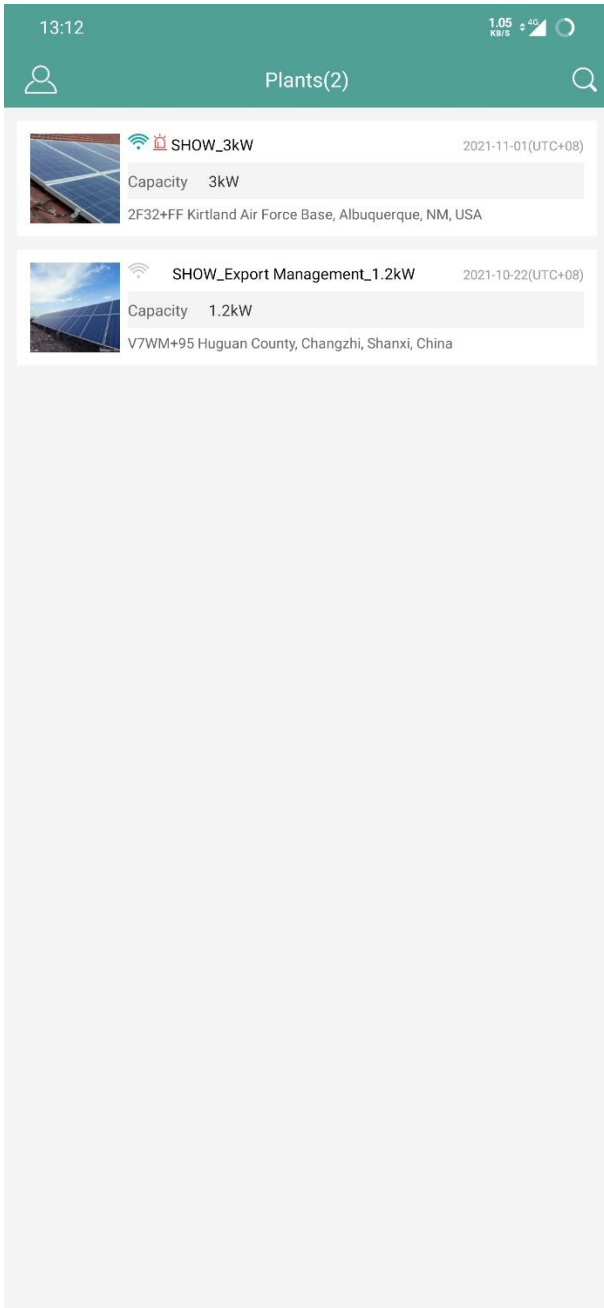 13:12
1.05 KB/S 4G
Plants(2)
SHOW_3kW 2021-11-01(UTC+08)
Capacity 3kW
2F32+FF Kirtland Air Force Base, Albuquerque, NM, USA
SHOW_Export Management_1.2kW 2021-10-22(UTC+08)
Capacity 1.2kW
V7WM+95 Huguan County, Changzhi, Shanxi, China